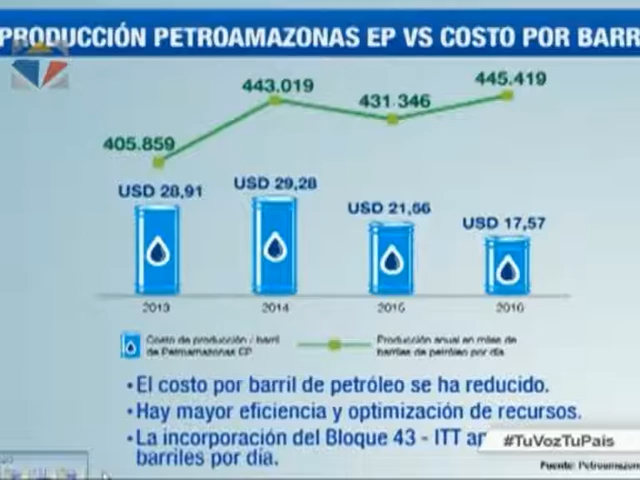 PRODUCCIÓN PETROAMAZONAS EP VS COSTO POR BARR
405.859
443.019
431.346
445.419
USD 28,91
USD 29,28
USD 21,66
USD 17,57
2013
2014
2015
2016
Costo de producción / barril
de Petroamazonas EP
Producción anual en miles de
barriles de petróleo por día
•El costo por barril de petróleo se ha reducido.
•Hay mayor eficiencia y optimización de recursos.
•La incorporación del Bloque 43 - ITT
barriles por día.
#TuVozTuPais
Fuente: Petroamazon